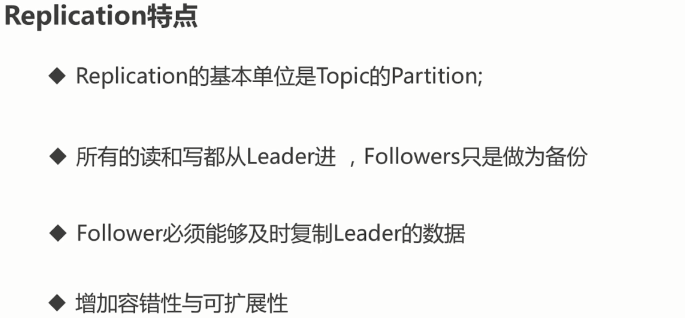 Replication特点
◆ Replication的基本单位是Topic的Partition;
◆ 所有的读和写都从Leader进 ，Followers只是做为备份
◆ Follower必须能够及时复制Leader的数据
◆ 增加容错性与可扩展性